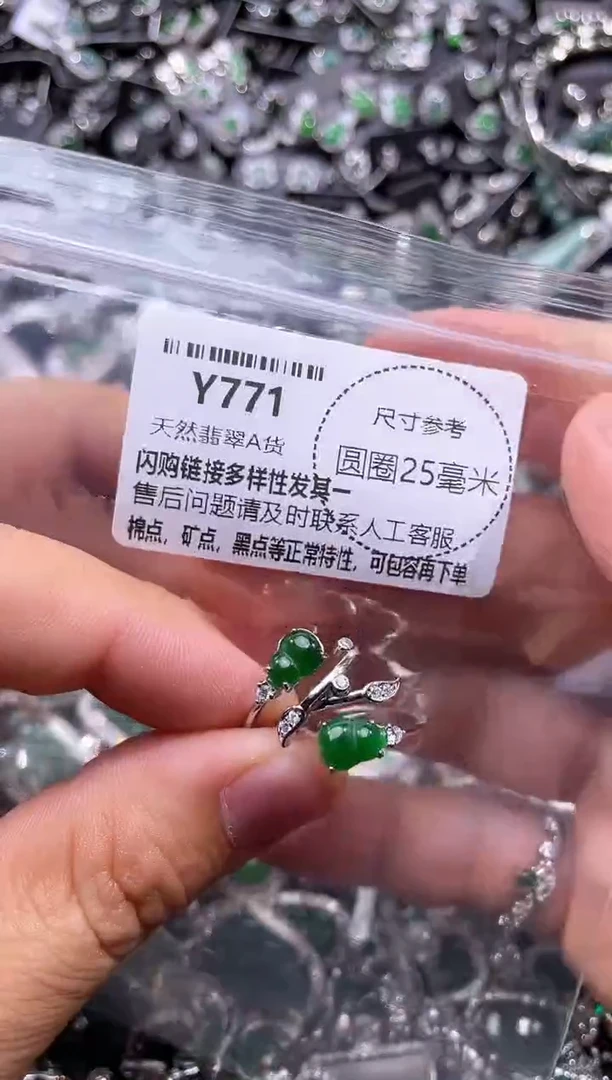 Y771
天然翡翠A货
尺寸参考
圆圈25毫米
闪购链接多样性发其一
售后问题请及时联系人工客服
棉点，矿点，黑点等正常特性，可包容再下单